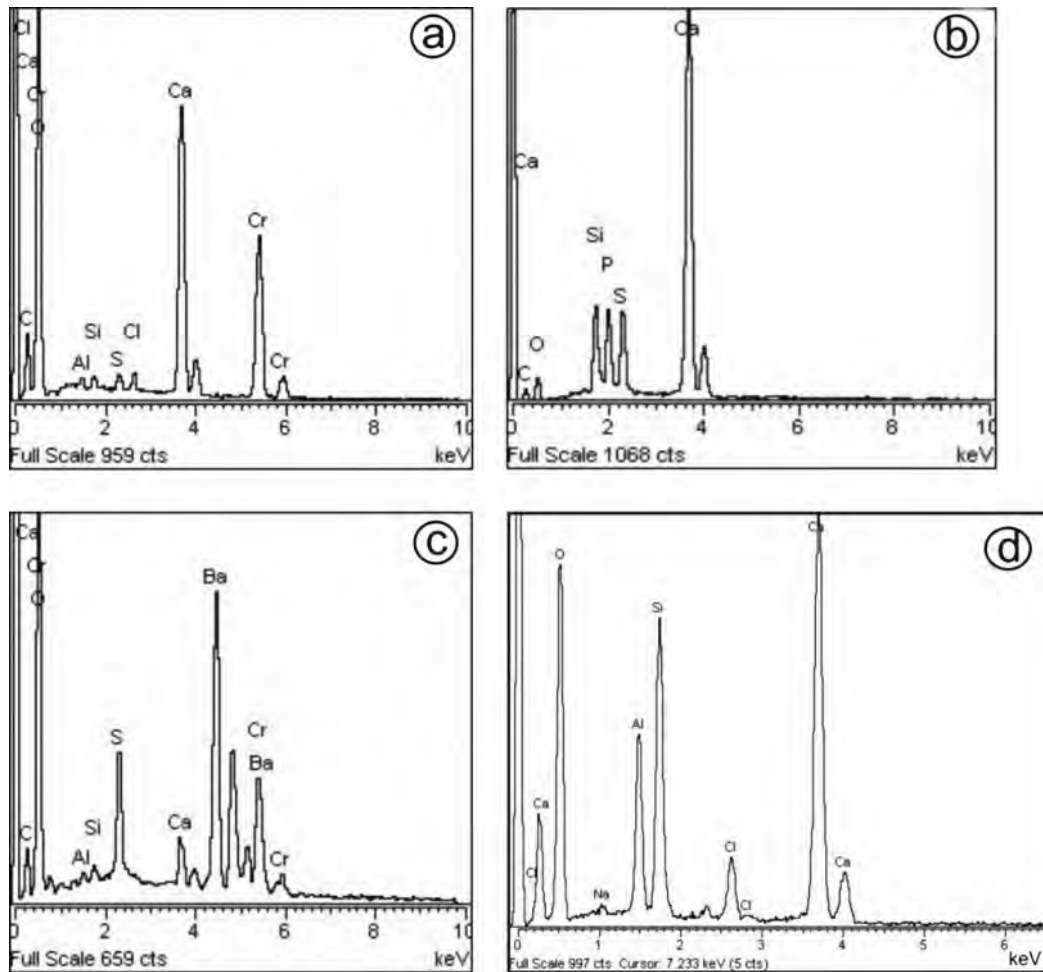 a
Cl
Ca
Cr
O
Ca
Cr
C
Si
Cl
Al
S
Cr
0 2 4 6 8 10
Full Scale 959 cts keV
b
Ca
Ca
Si
P
S
O
C
0 2 4 6 8 10
Full Scale 1068 cts keV
c
Ca
Cr
O
Ba
S
Cr
Ba
C
Si
Ca
Al
Cr
0 2 4 6 8 10
Full Scale 659 cts keV
d
Ca
O
Si
Al
Ca
Cl
Ca
Cl
Na
Cl
0 1 2 3 4 5 6
Full Scale 997 cts Cursor: 7.233 keV (5 cts) keV